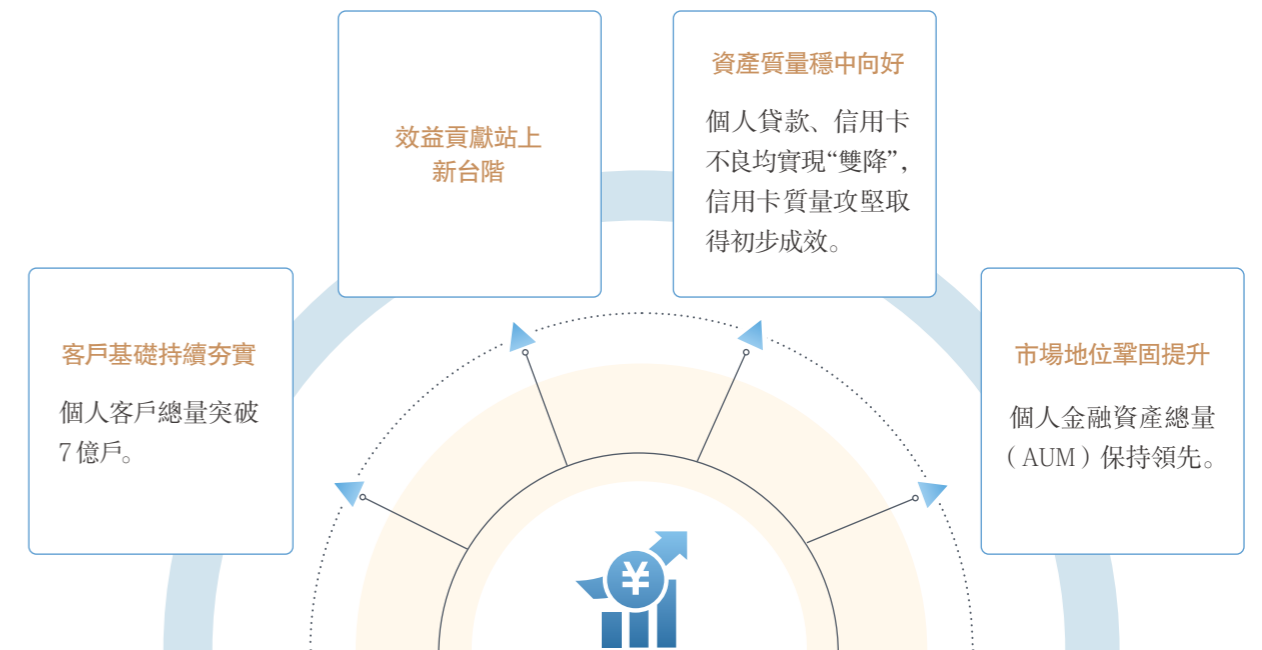 客戶基礎持續夯實
個人客戶總量突破
7億戶。
效益貢獻站上
新台階
資產質量穩中向好
個人貸款、信用卡
不良均實現“雙降”,
信用卡質量攻堅取
得初步成效。
市場地位鞏固提升
個人金融資產總量
(AUM)保持領先。
¥